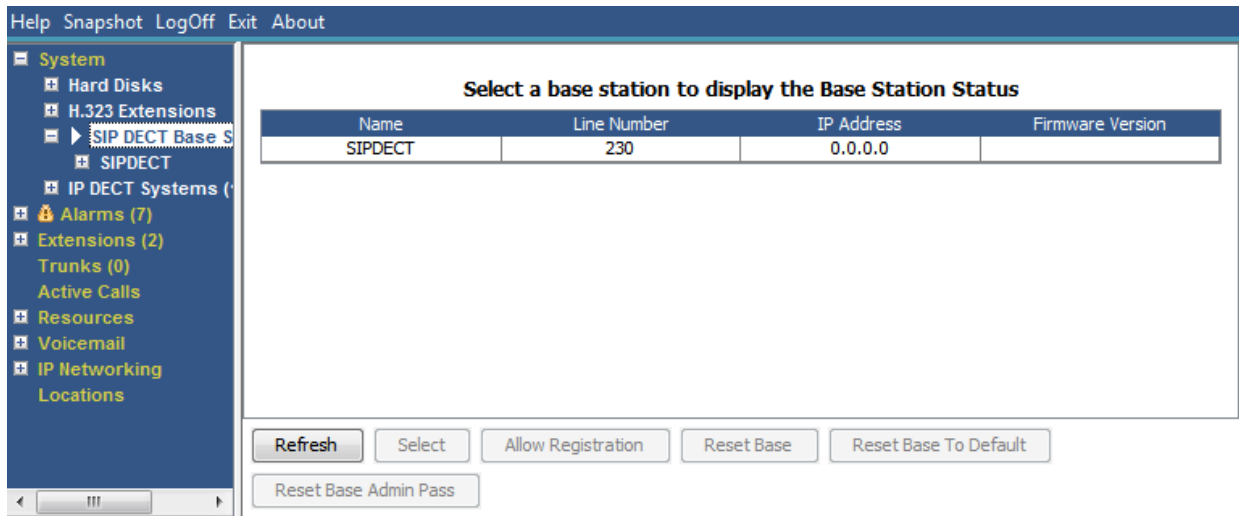 Help Snapshot LogOff Exit About
System
Hard Disks
H.323 Extensions
SIP DECT Base S
SIPDECT
IP DECT Systems (
Alarms (7)
Extensions (2)
Trunks (0)
Active Calls
Resources
Voicemail
IP Networking
Locations
Select a base station to display the Base Station Status
Name Line Number IP Address Firmware Version
SIPDECT 230 0.0.0.0
Refresh Select Allow Registration Reset Base Reset Base To Default
Reset Base Admin Pass